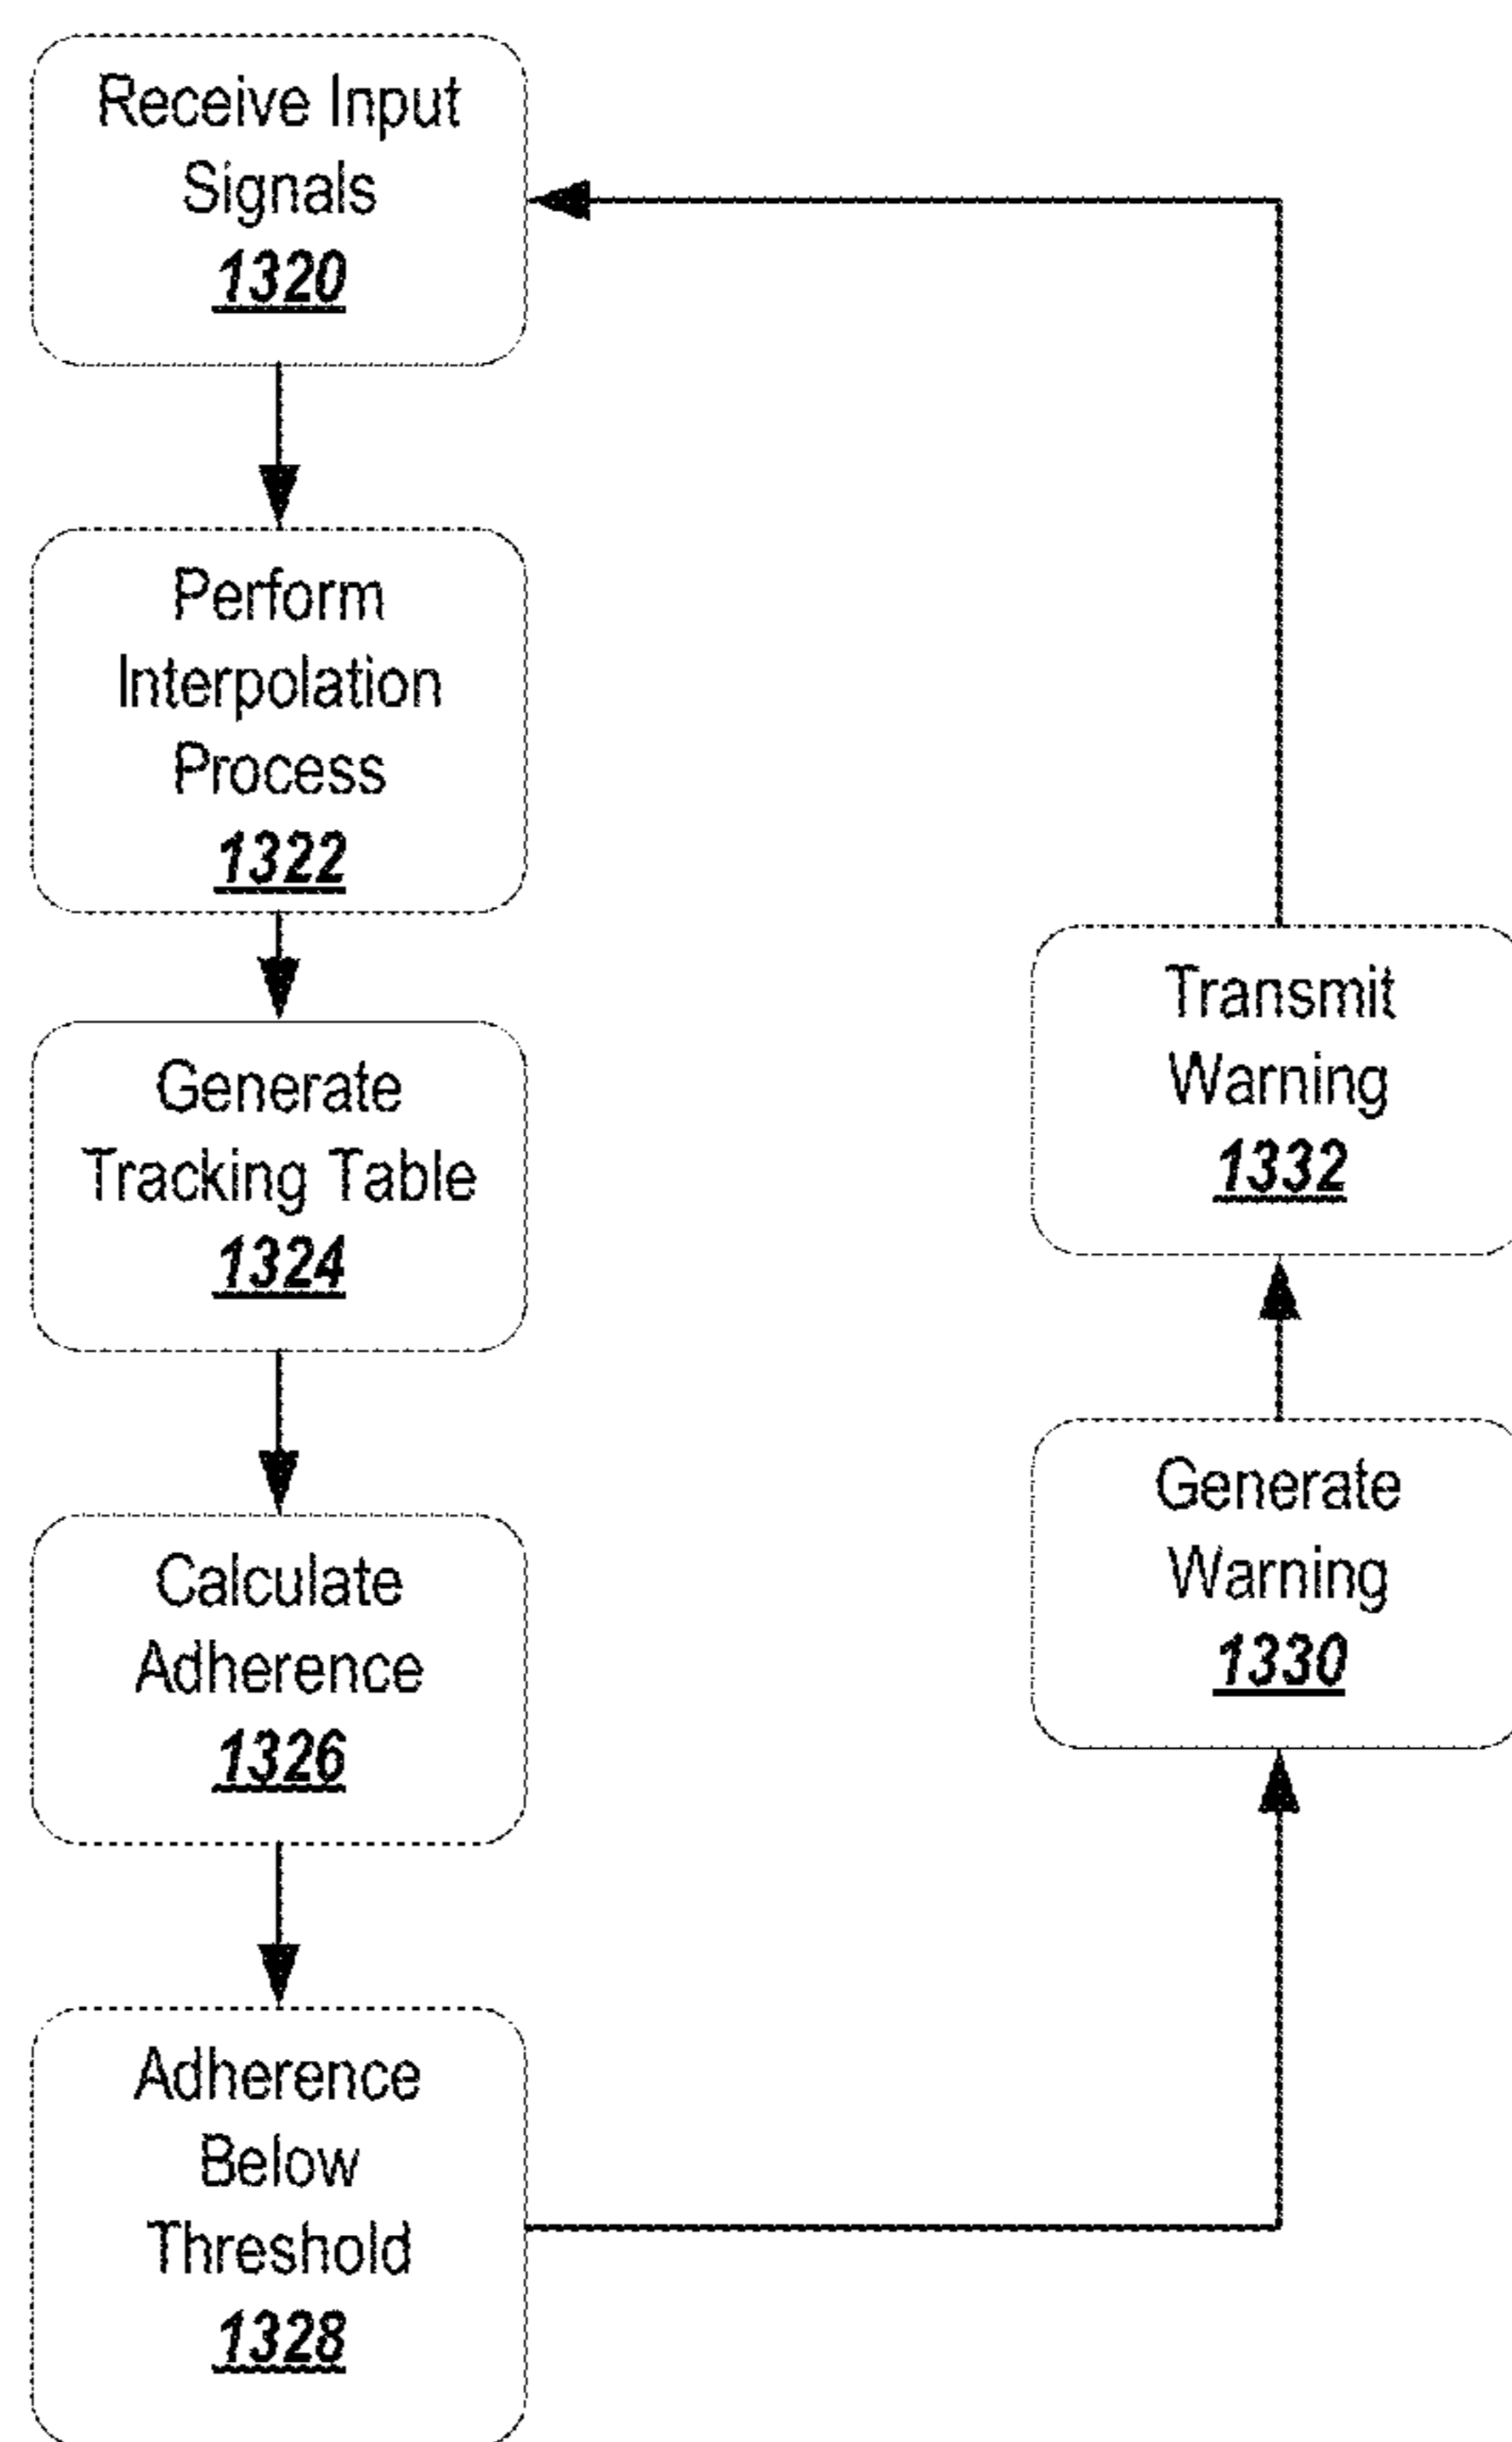 Receive Input
Signals
1320
Perform
Interpolation
Process
1322
Generate
Tracking Table
1324
Calculate
Adherence
1326
Adherence
Below
Threshold
1328
Transmit
Warning
1332
Generate
Warning
1330